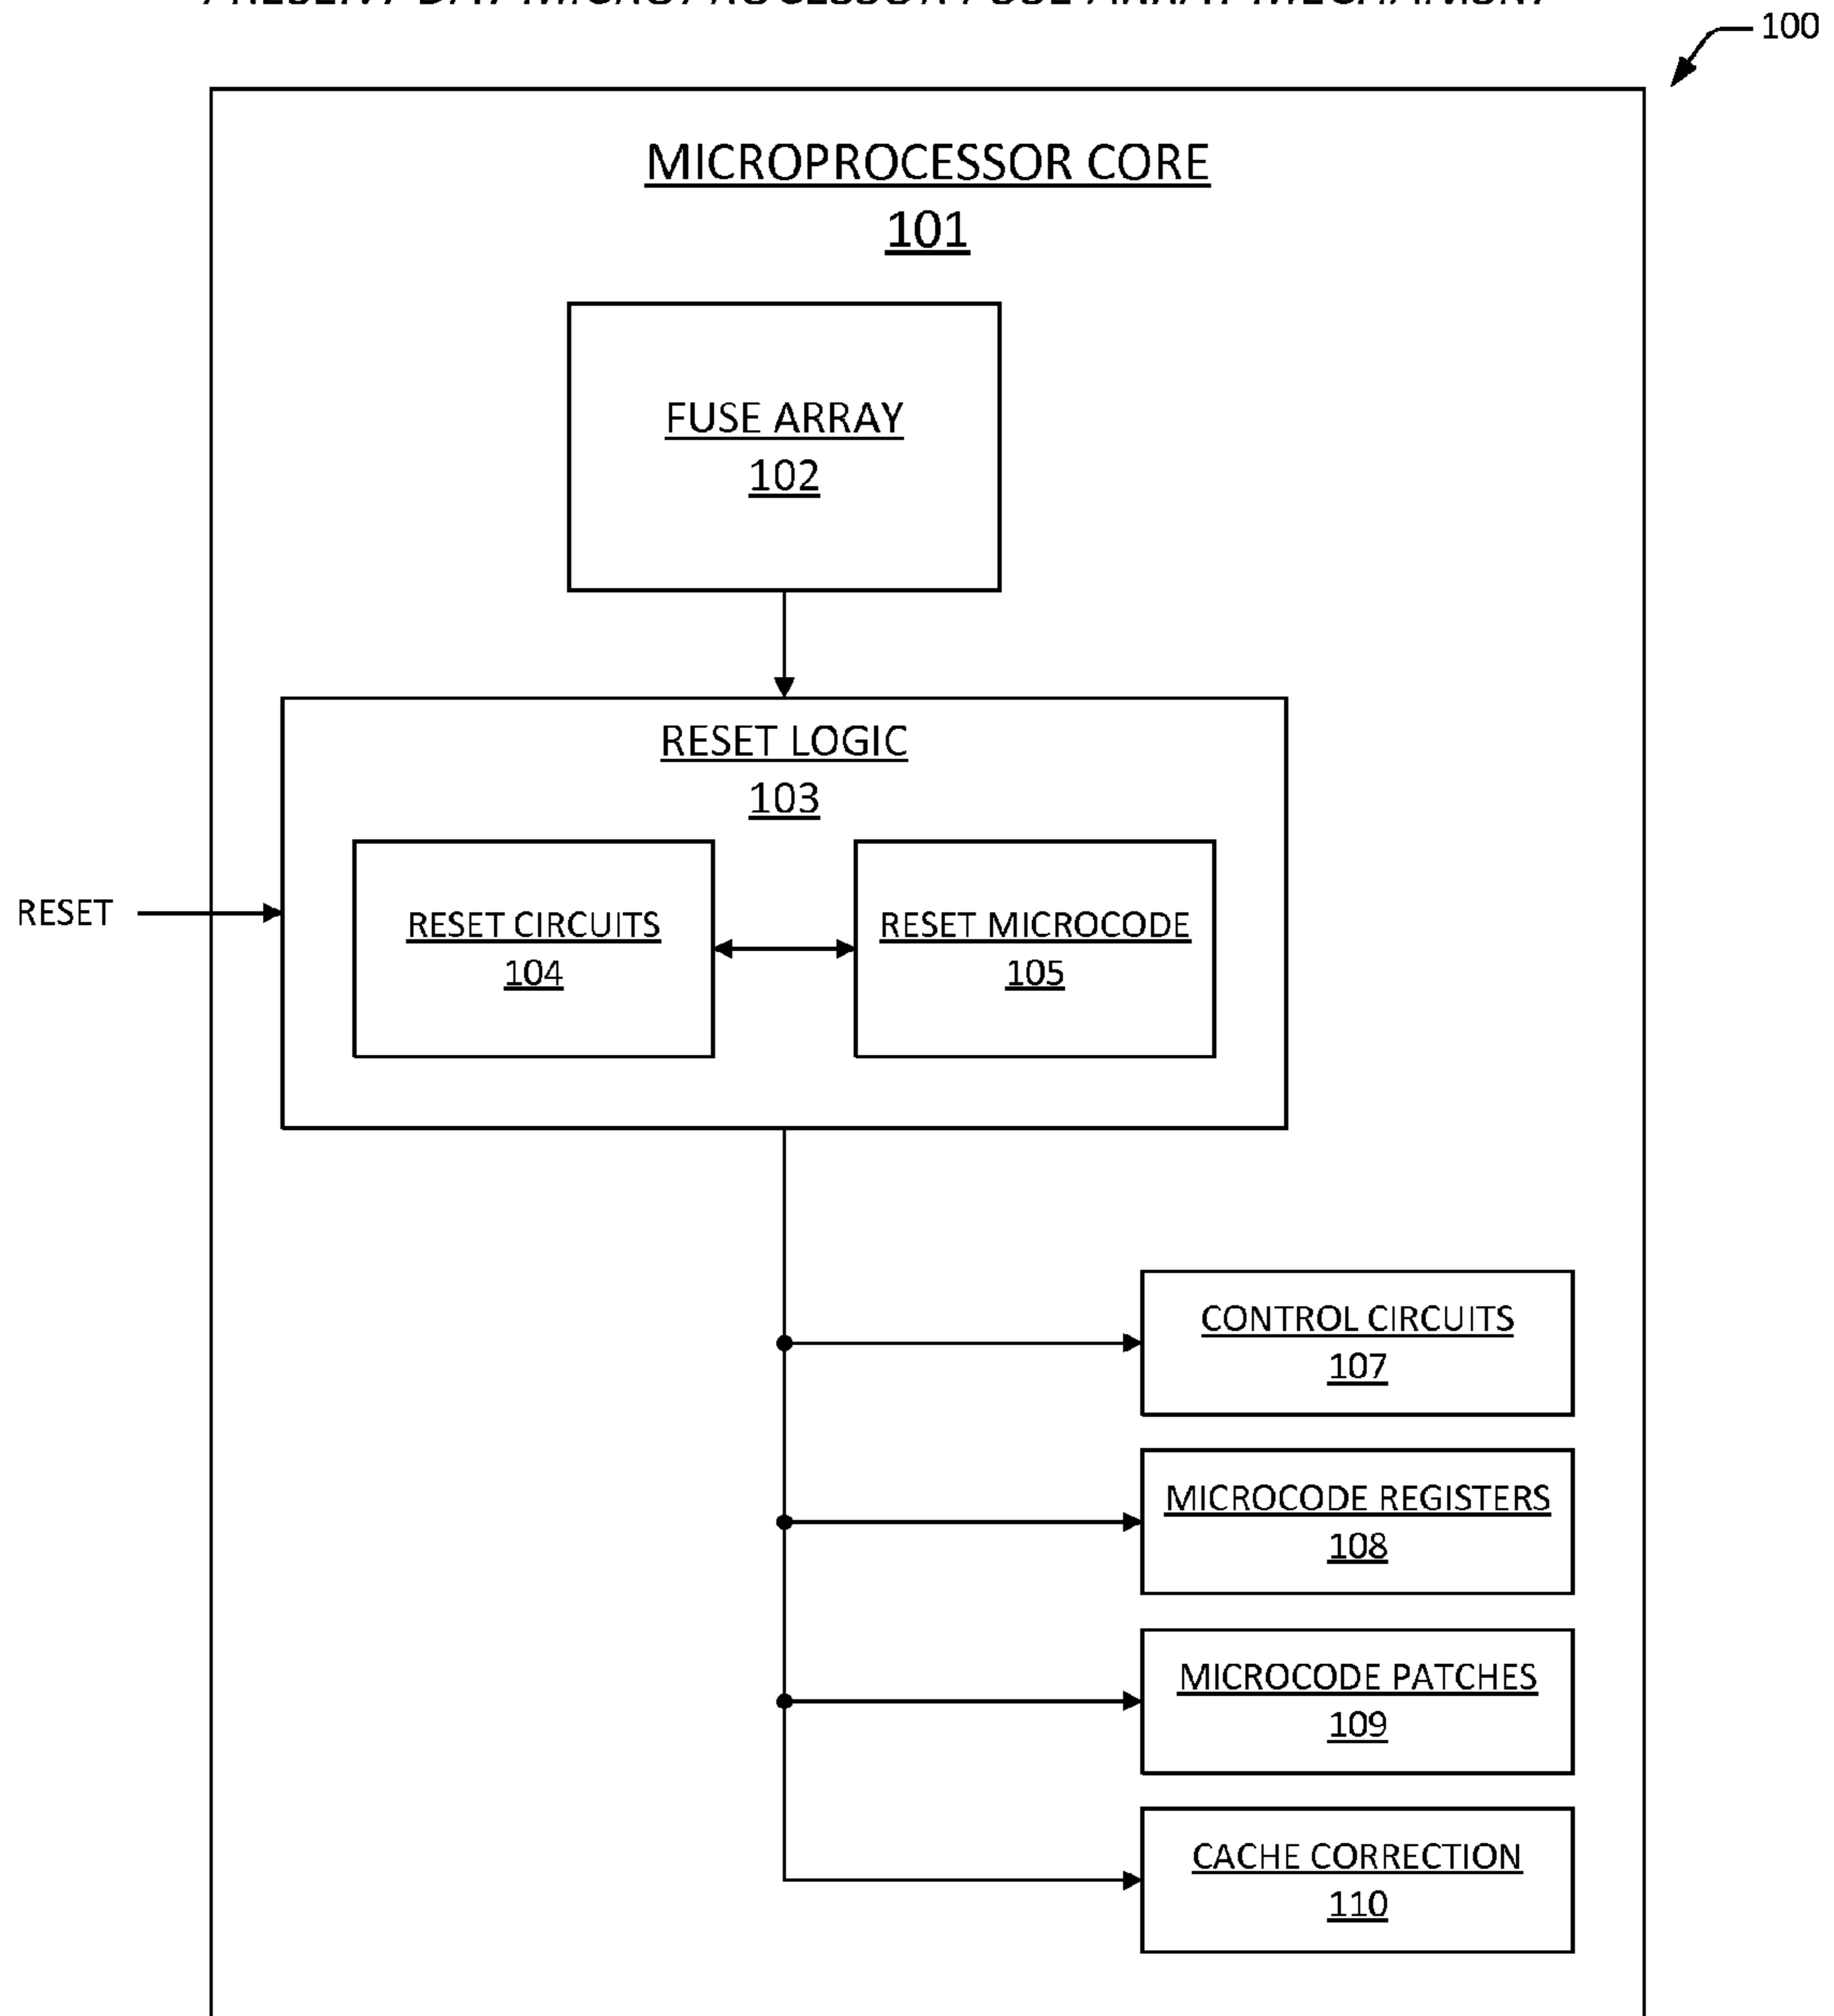 100
MICROPROCESSOR CORE
101
FUSE ARRAY
102
RESET LOGIC
103
RESET
RESET CIRCUITS
104
RESET MICROCODE
105
CONTROL CIRCUITS
107
MICROCODE REGISTERS
108
MICROCODE PATCHES
109
CACHE CORRECTION
110